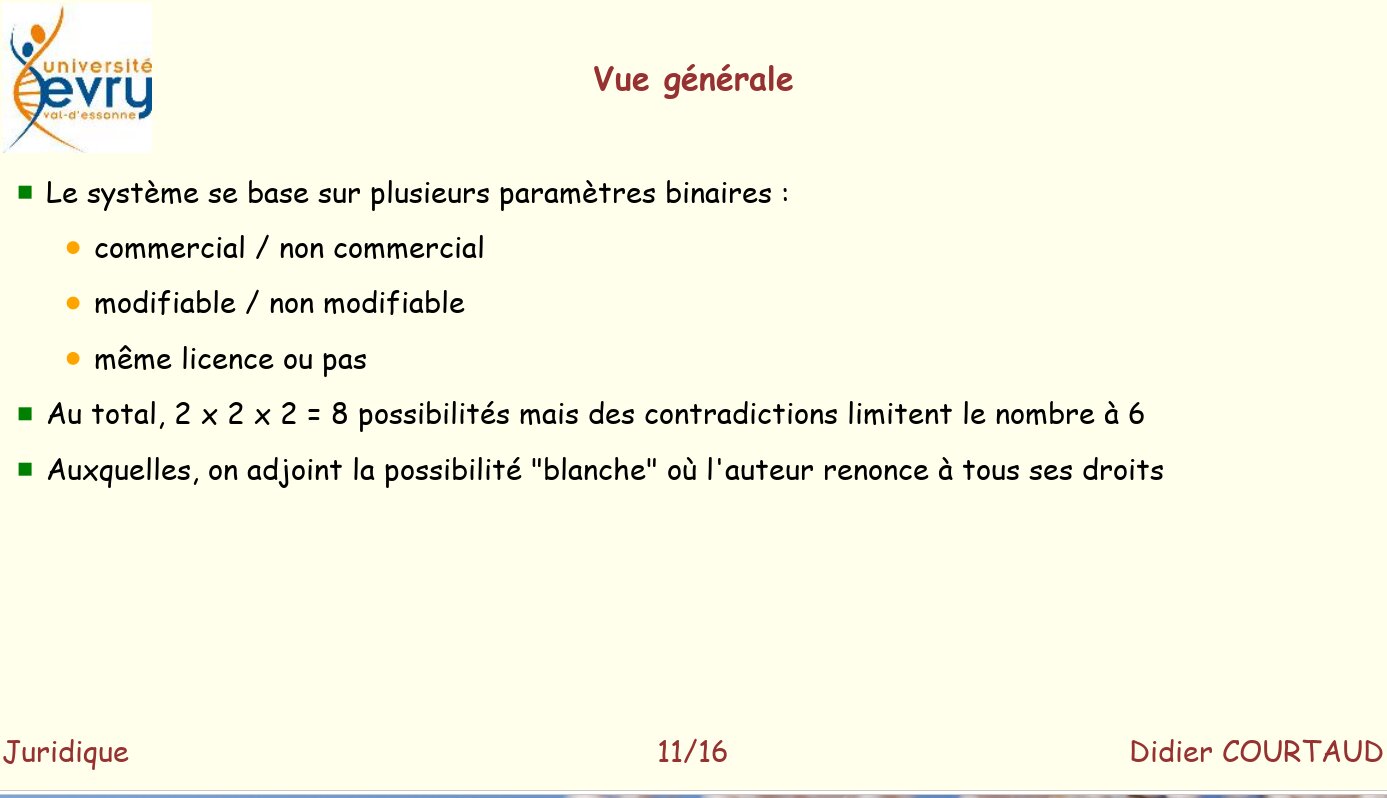 université
evry
val-d'essonne
Vue générale
Le système se base sur plusieurs paramètres binaires :
commercial / non commercial
modifiable / non modifiable
même licence ou pas
Au total, 2 x 2 x 2 = 8 possibilités mais des contradictions limitent le nombre à 6
Auxquelles, on adjoint la possibilité "blanche" où l'auteur renonce à tous ses droits
Juridique 11/16 Didier COURTAUD